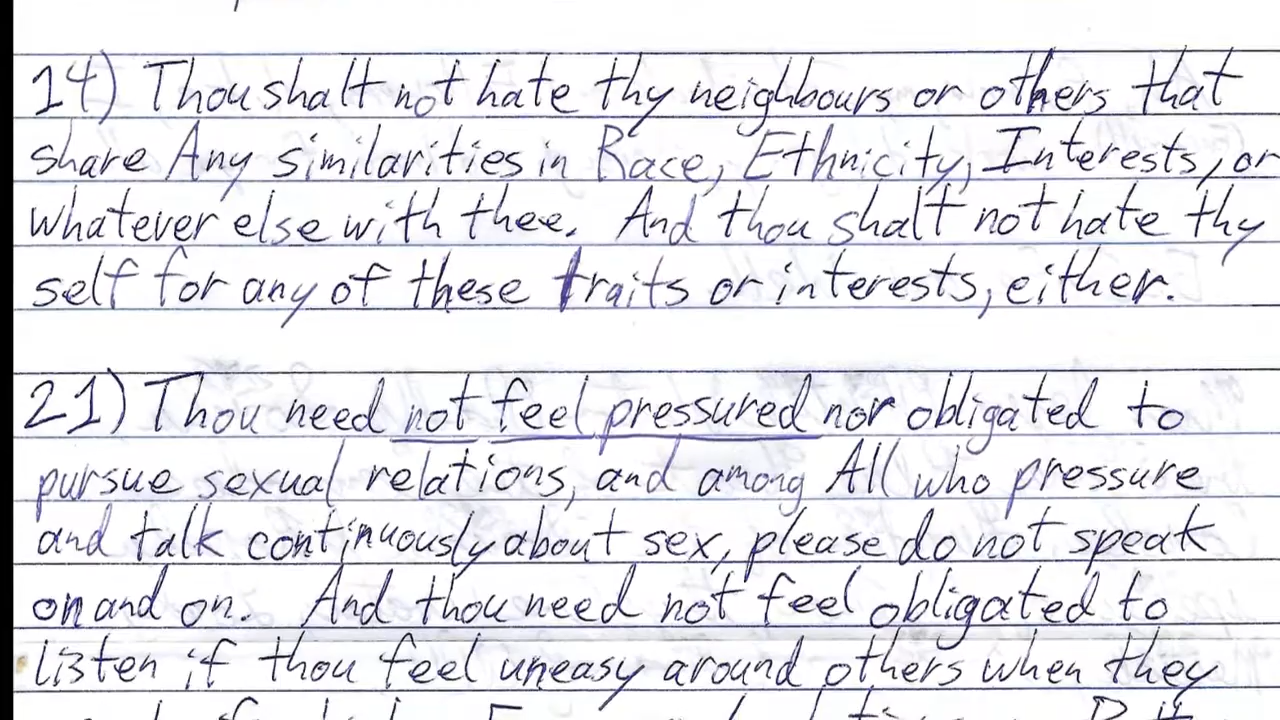 14) Thou shalt not hate thy neighbours or others that
share Any similarities in Race, Ethnicity, Interests, or
whatever else with thee. And thou shalt not hate thy
self for any of these traits or interests, either.
21) Thou need not feel pressured nor obligated to
pursue sexual relations, and among All who pressure
and talk continuously about sex, please do not speak
on and on. And thou need not feel obligated to
listen if thou feel uneasy around others when they